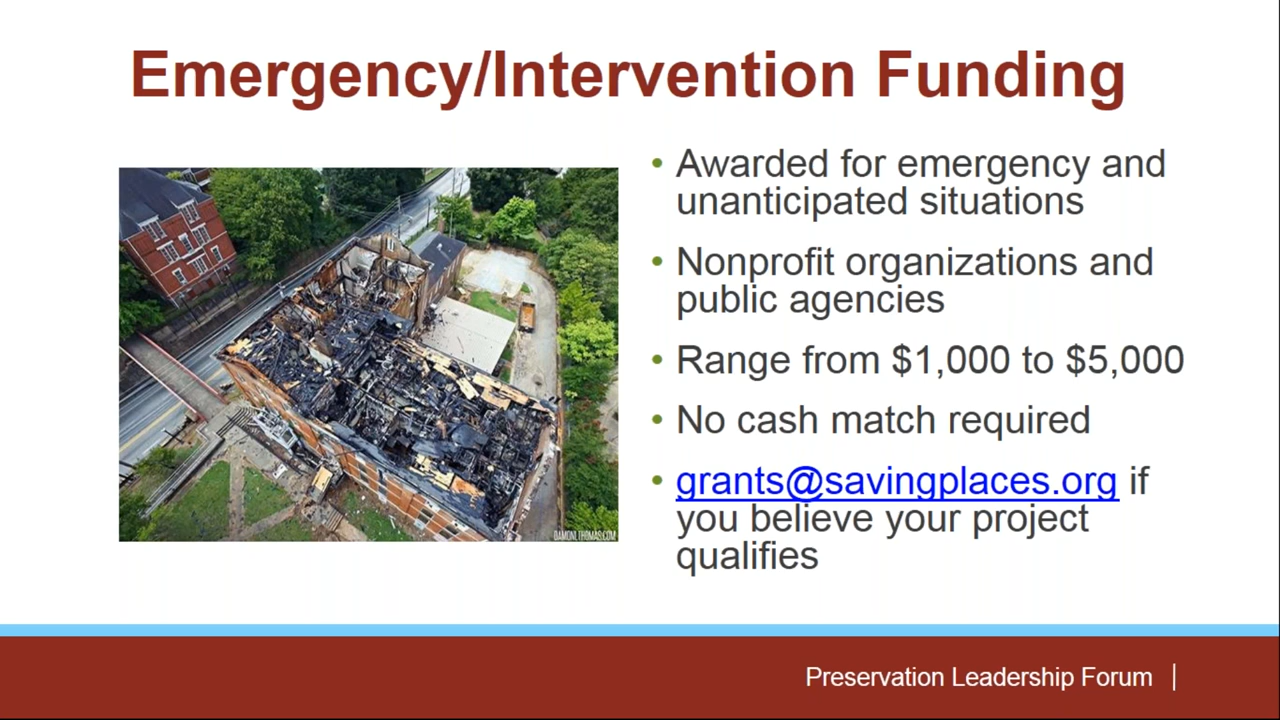 Emergency/Intervention Funding
• Awarded for emergency and
unanticipated situations
• Nonprofit organizations and
public agencies
• Range from $1,000 to $5,000
• No cash match required
• grants@savingplaces.org if
you believe your project
qualifies
DAMONLTHOMAS.COM
Preservation Leadership Forum |